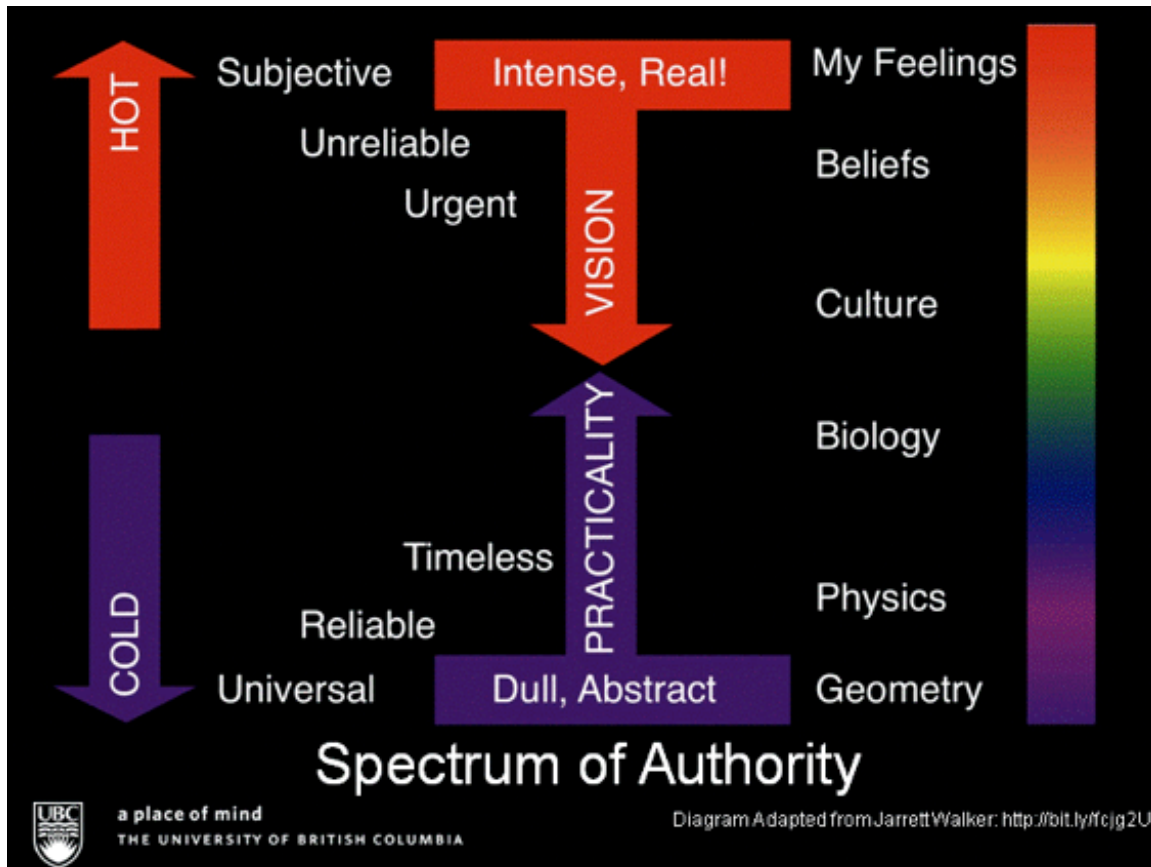 HOT
Subjective
Intense, Real!
My Feelings
Unreliable
Beliefs
Urgent
VISION
Culture
PRACTICALITY
Biology
Timeless
Physics
Reliable
COLD
Universal
Dull, Abstract
Geometry
Spectrum of Authority
UBC
a place of mind
THE UNIVERSITY OF BRITISH COLUMBIA
Diagram Adapted from Jarrett Walker: http://bit.ly/fcjg2U